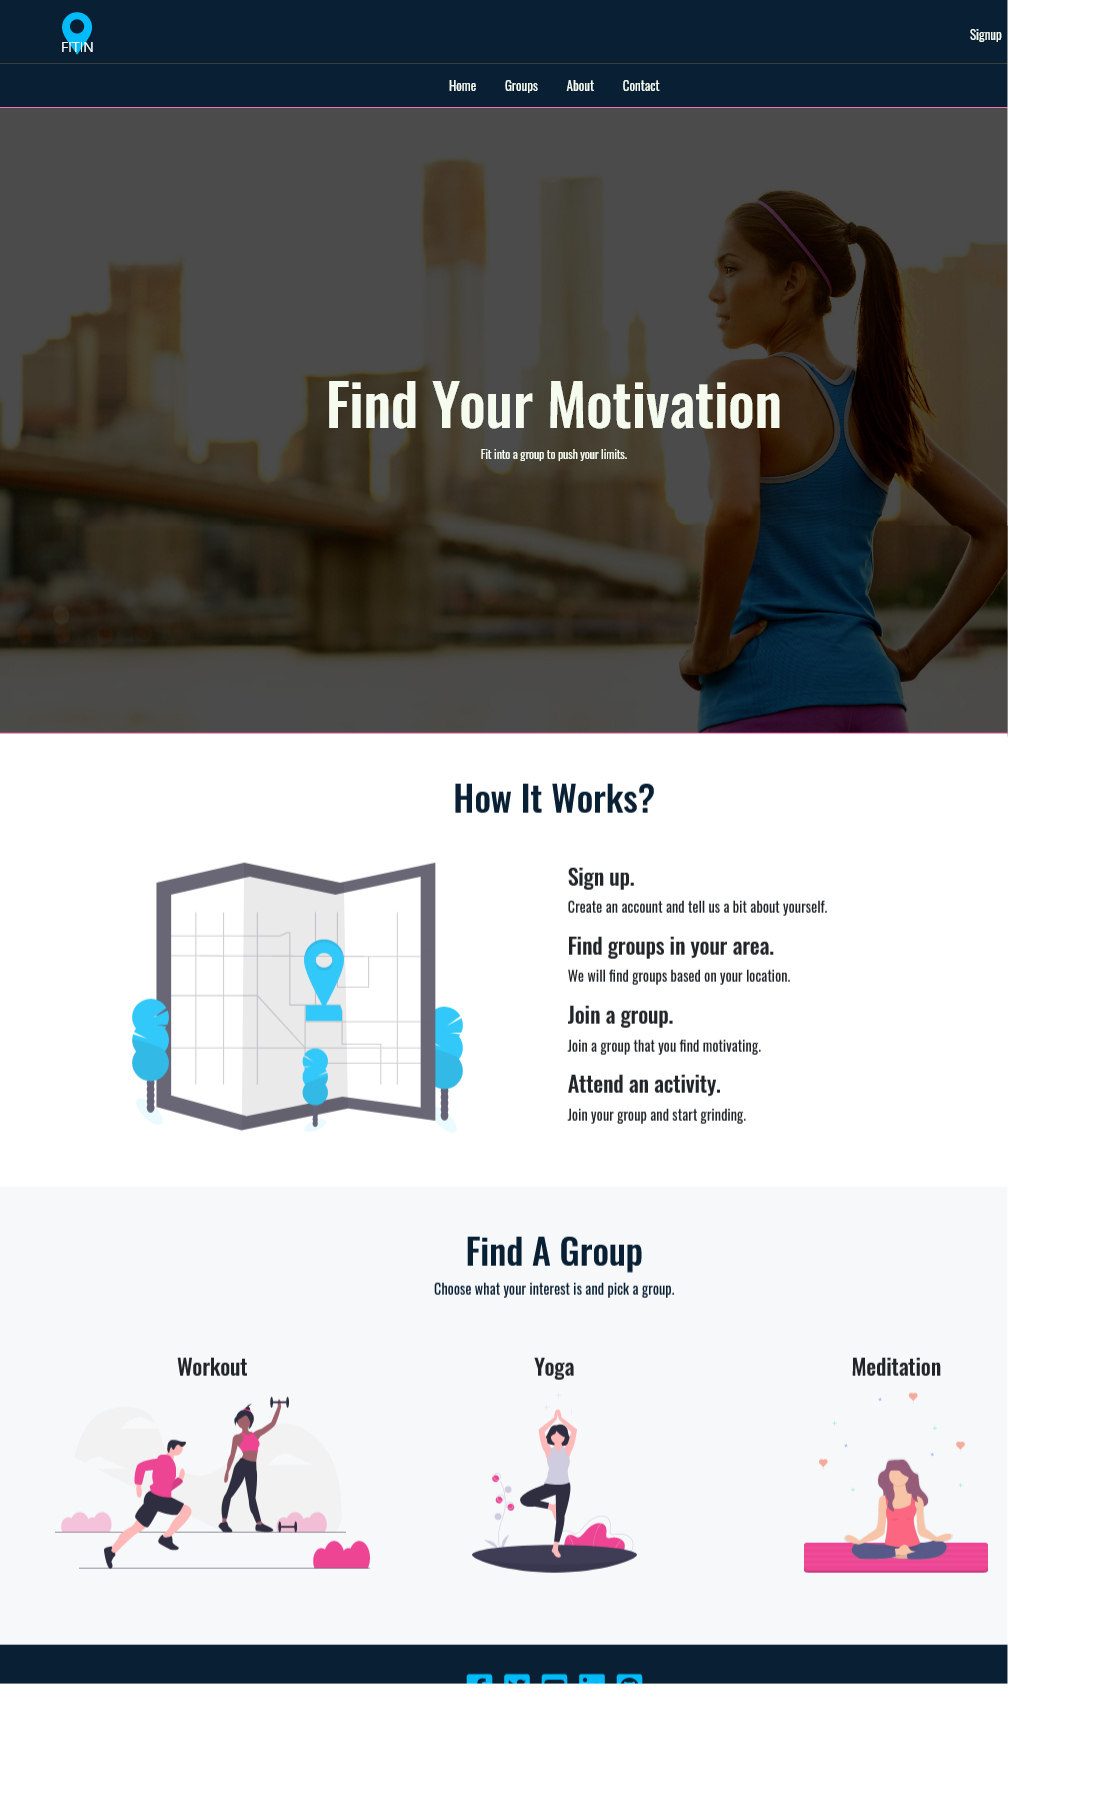 FITIN
Signup
Home Groups About Contact
Find Your Motivation
Fit into a group to push your limits.
How It Works?
Sign up.
Create an account and tell us a bit about yourself.
Find groups in your area.
We will find groups based on your location.
Join a group.
Join a group that you find motivating.
Attend an activity.
Join your group and start grinding.
Find A Group
Choose what your interest is and pick a group.
Workout
Yoga
Meditation